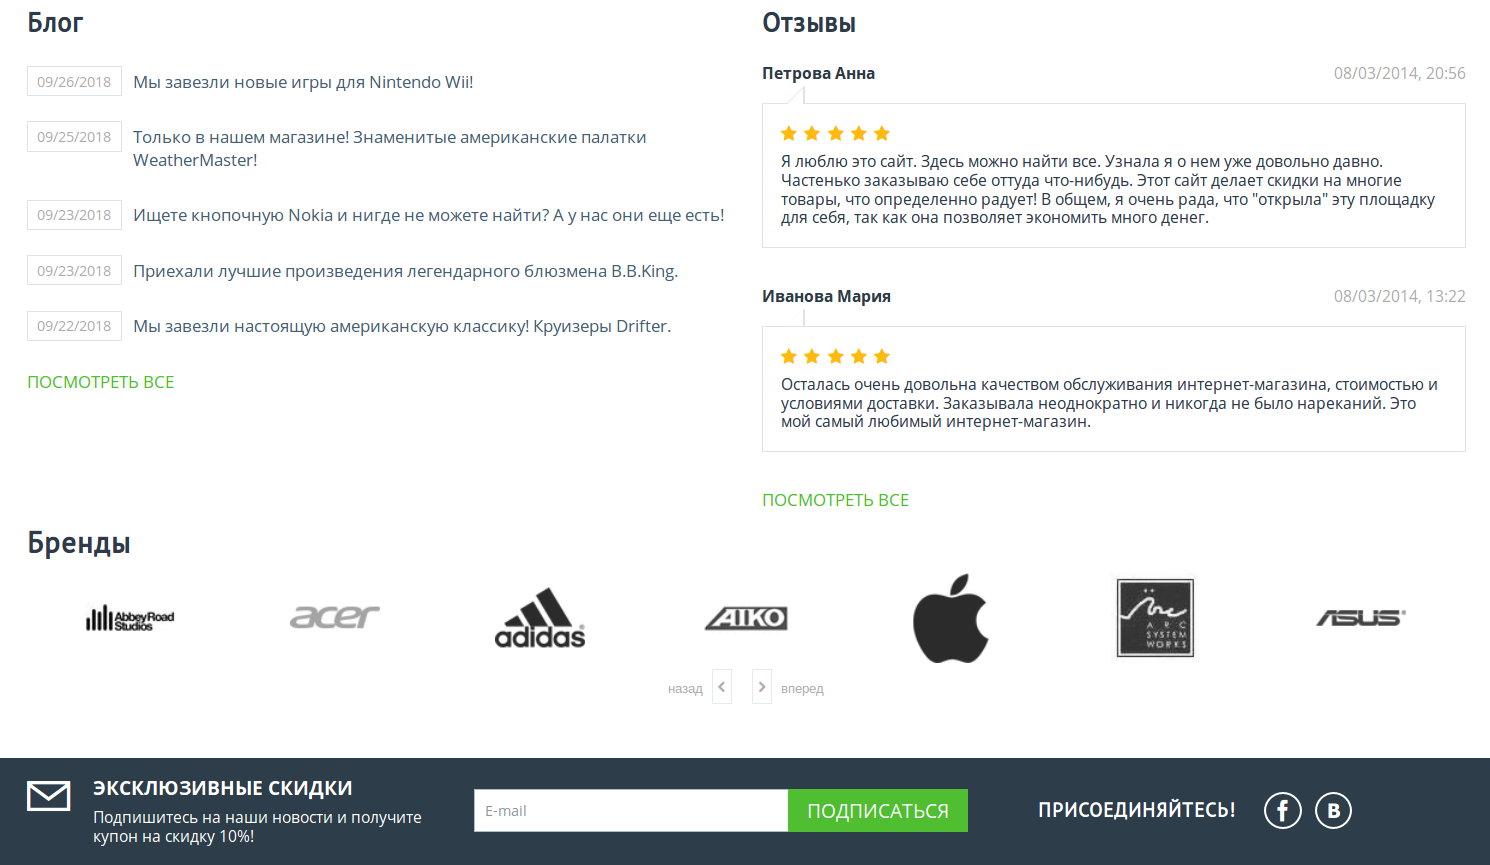 Блог
09/26/2018 Мы завезли новые игры для Nintendo Wii!
09/25/2018 Только в нашем магазине! Знаменитые американские палатки
WeatherMaster!
09/23/2018 Ищете кнопочную Nokia и нигде не можете найти? А у нас они еще есть!
09/23/2018 Приехали лучшие произведения легендарного блюзмена B.B.King.
09/22/2018 Мы завезли настоящую американскую классику! Круизеры Drifter.
ПОСМОТРЕТЬ ВСЕ
Отзывы
Петрова Анна 08/03/2014, 20:56
Я люблю это сайт. Здесь можно найти все. Узнала я о нем уже довольно давно.
Частенько заказываю себе оттуда что-нибудь. Этот сайт делает скидки на многие
товары, что определенно радует! В общем, я очень рада, что "открыла" эту площадку
для себя, так как она позволяет экономить много денег.
Иванова Мария 08/03/2014, 13:22
Осталась очень довольна качеством обслуживания интернет-магазина, стоимостью и
условиями доставки. Заказывала неоднократно и никогда не было нареканий. Это
мой самый любимый интернет-магазин.
ПОСМОТРЕТЬ ВСЕ
Бренды
AbbeyRoad
Studios
acer
adidas
AIKO
ARC
SYSTEM
WORKS
ASUS
назад вперед
ЭКСКЛЮЗИВНЫЕ СКИДКИ
Подпишитесь на наши новости и получите
купон на скидку 10%!
E-mail
ПОДПИСАТЬСЯ
ПРИСОЕДИНЯЙТЕСЬ!
f
B